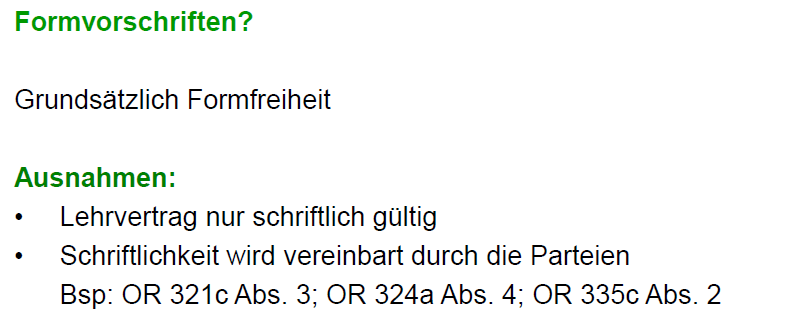 Formvorschriften?
Grundsätzlich Formfreiheit
Ausnahmen:
• Lehrvertrag nur schriftlich gültig
• Schriftlichkeit wird vereinbart durch die Parteien
Bsp: OR 321c Abs. 3; OR 324a Abs. 4; OR 335c Abs. 2